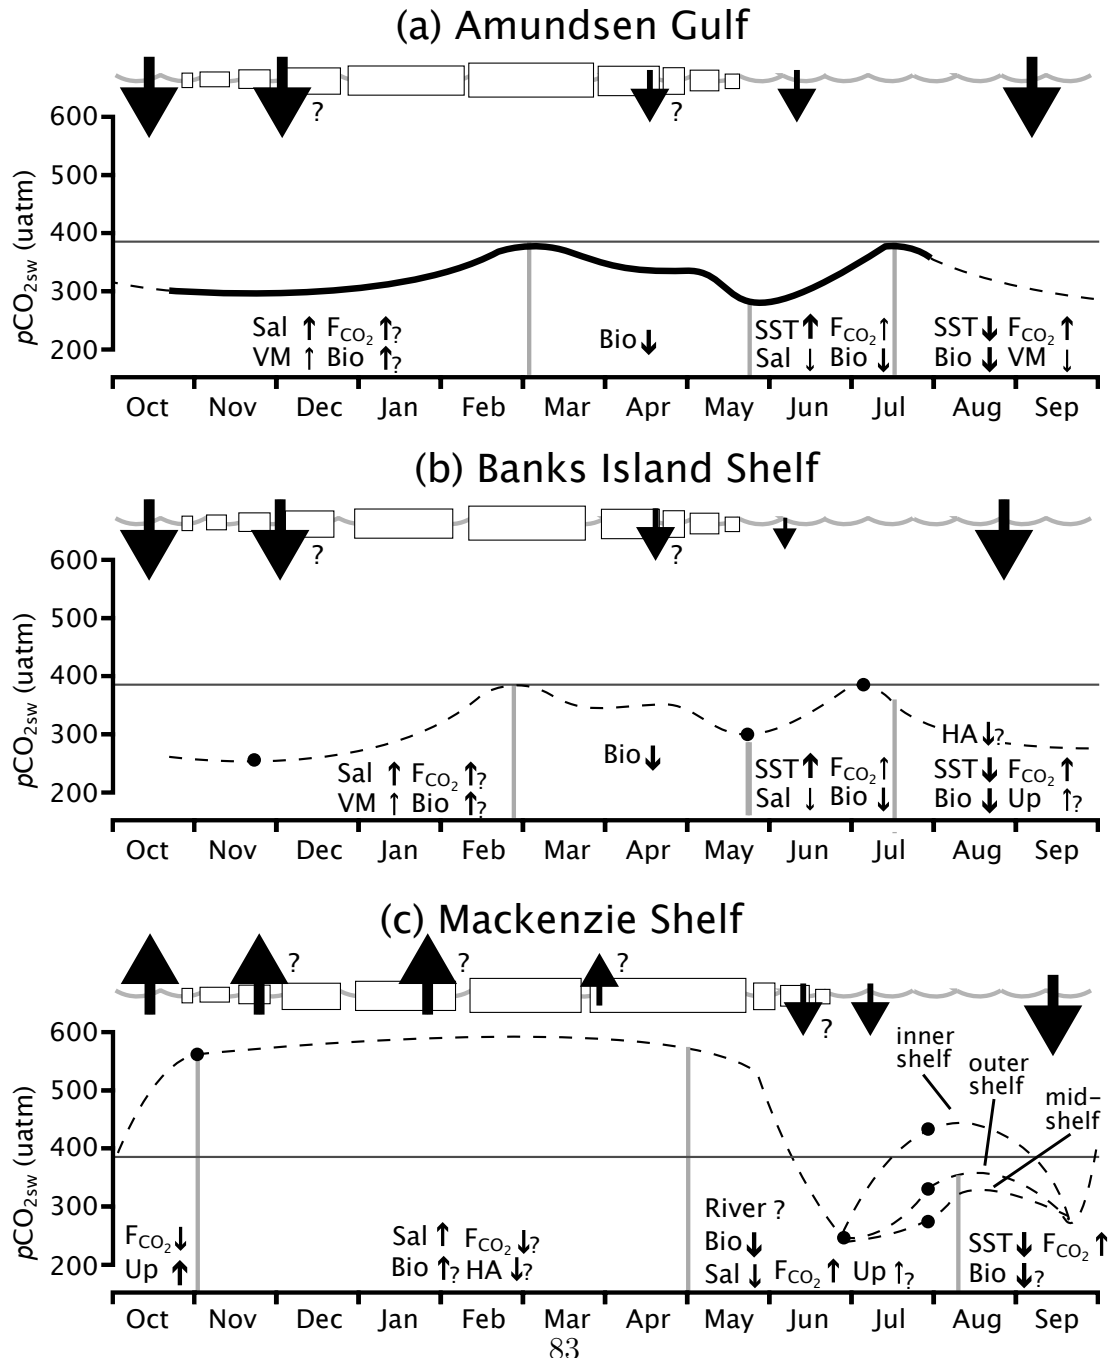 (a) Amundsen Gulf
? ?
600
500
400
300
200
pCO2sw (uatm)
Sal ↑ FCO2 ↑?
VM ↑ Bio ↑?
Bio ↓
SST ↑ FCO2 ↑
Sal ↓ Bio ↓
SST ↓ FCO2 ↑
Bio ↓ VM ↓
Oct Nov Dec Jan Feb Mar Apr May Jun Jul Aug Sep
(b) Banks Island Shelf
? ?
600
500
400
300
200
pCO2sw (uatm)
Sal ↑ FCO2 ↑?
VM ↑ Bio ↑?
Bio ↓
SST ↑ FCO2 ↑
Sal ↓ Bio ↓
HA ↓?
SST ↓ FCO2 ↑
Bio ↓ Up ↑?
Oct Nov Dec Jan Feb Mar Apr May Jun Jul Aug Sep
(c) Mackenzie Shelf
? ? ? ?
600
500
400
300
200
pCO2sw (uatm)
inner
shelf
outer
shelf
mid-
shelf
FCO2 ↓
Up ↑
Sal ↑ FCO2 ↓?
Bio ↑? HA ↓?
River ?
Bio ↓
Sal ↓ FCO2 ↑ Up ↑?
SST ↓ FCO2 ↑
Bio ↓?
Oct Nov Dec Jan Feb Mar Apr May Jun Jul Aug Sep
83